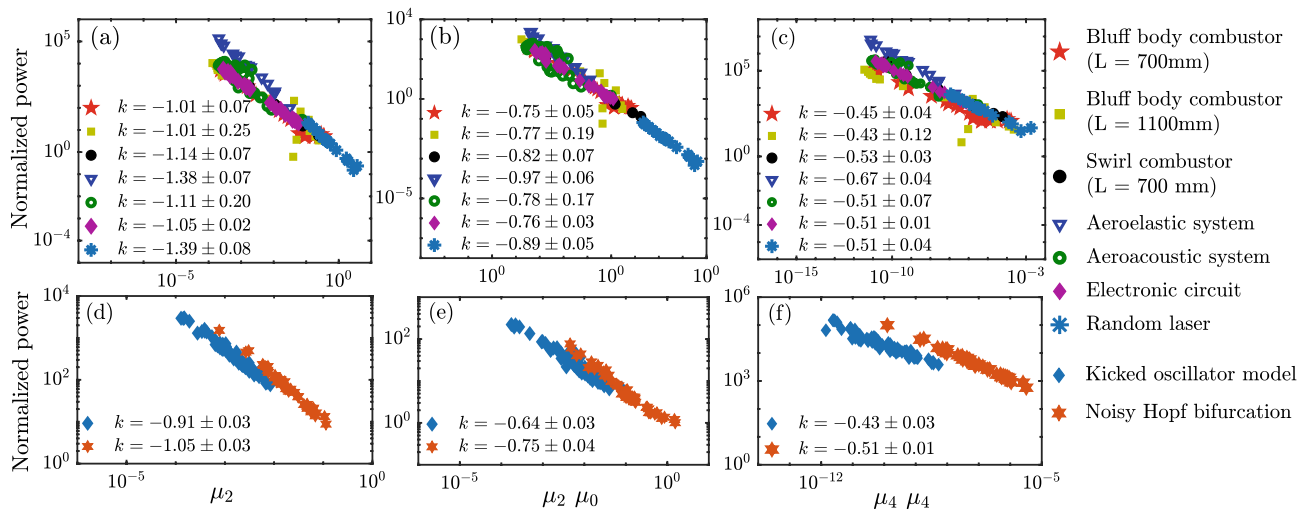 (a)
Normalized power
10^5
10^0
10^−4
k = −1.01 ± 0.07
k = −1.01 ± 0.25
k = −1.14 ± 0.07
k = −1.38 ± 0.07
k = −1.11 ± 0.20
k = −1.05 ± 0.02
k = −1.39 ± 0.08
10^−5
10^0
(b)
10^4
10^0
10^−5
k = −0.75 ± 0.05
k = −0.77 ± 0.19
k = −0.82 ± 0.07
k = −0.97 ± 0.06
k = −0.78 ± 0.17
k = −0.76 ± 0.03
k = −0.89 ± 0.05
10^0
10^0
10^0
(c)
10^5
10^0
10^−4
k = −0.45 ± 0.04
k = −0.43 ± 0.12
k = −0.53 ± 0.03
k = −0.67 ± 0.04
k = −0.51 ± 0.07
k = −0.51 ± 0.01
k = −0.51 ± 0.04
10^−15
10^−10
10^−3
Bluff body combustor
(L = 700mm)
Bluff body combustor
(L = 1100mm)
Swirl combustor
(L = 700 mm)
Aeroelastic system
Aeroacoustic system
Electronic circuit
Random laser
Kicked oscillator model
Noisy Hopf bifurcation
(d)
Normalized power
10^4
10^2
10^0
k = −0.91 ± 0.03
k = −1.05 ± 0.03
10^−5
10^0
μ2
(e)
10^2
10^0
k = −0.64 ± 0.03
k = −0.75 ± 0.04
10^−5
10^0
μ2 μ0
(f)
10^6
10^3
10^0
k = −0.43 ± 0.03
k = −0.51 ± 0.01
10^−12
10^−5
μ4 μ4